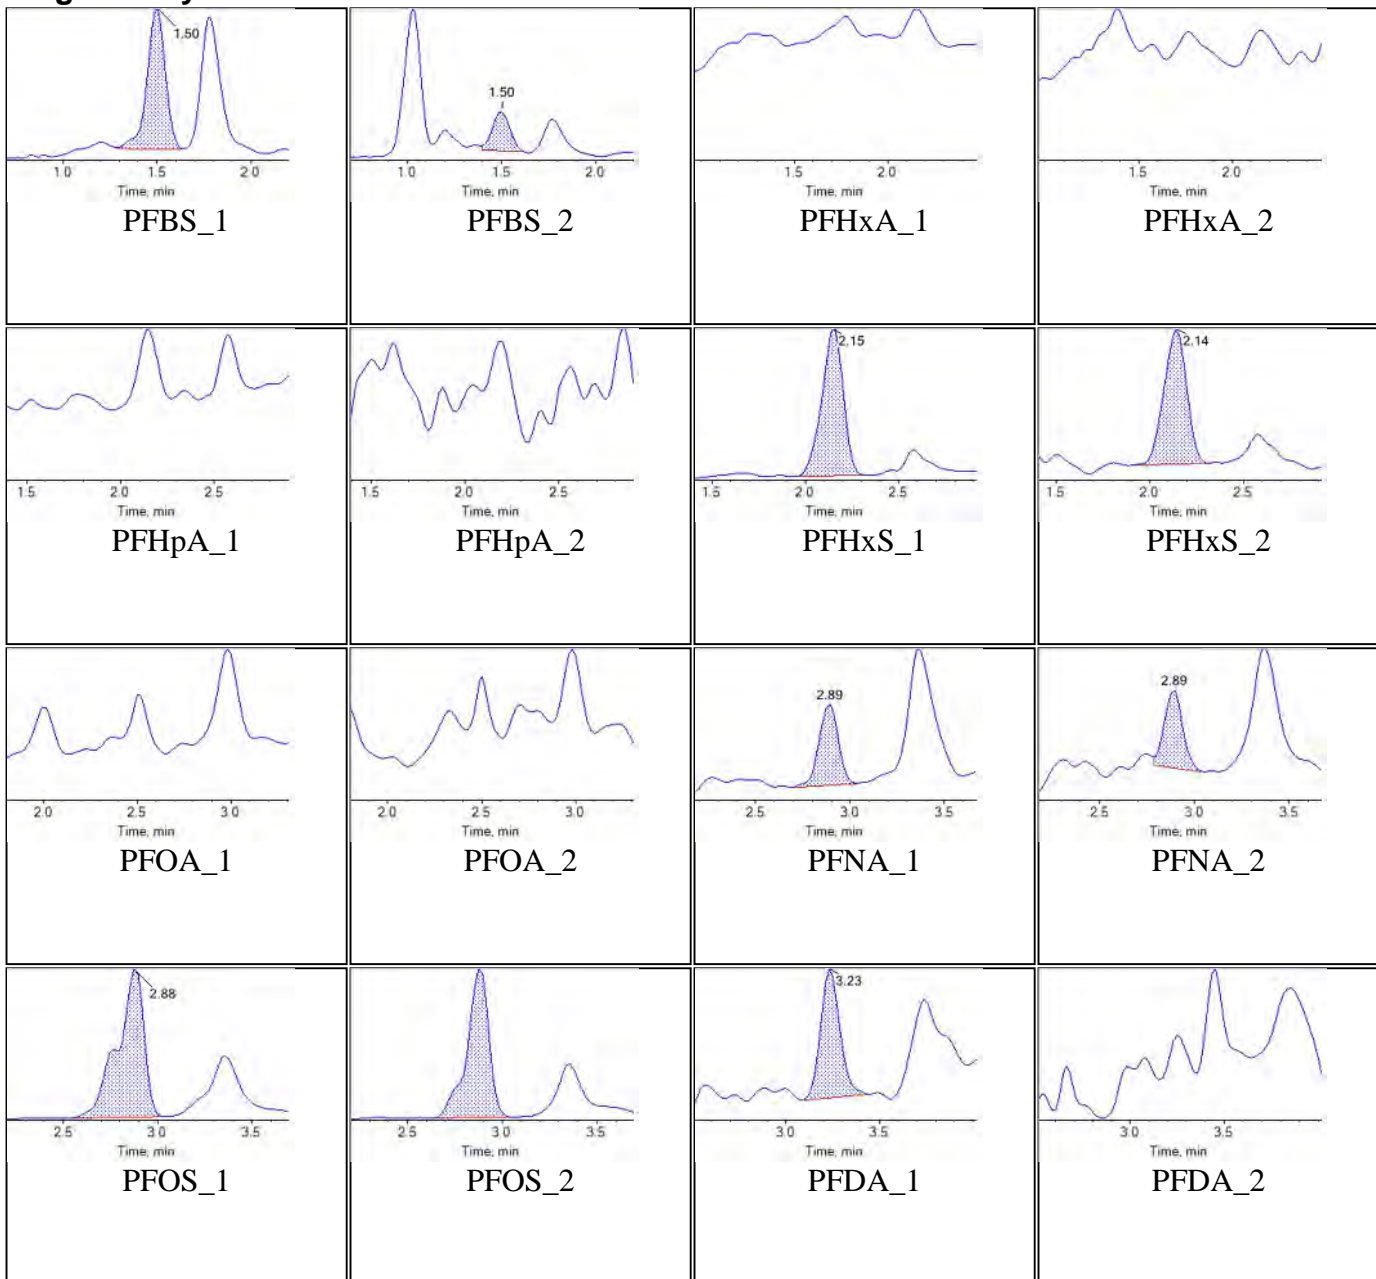 1.50
1.0 1.5 2.0
Time, min
PFBS_1
1.50
1.0 1.5 2.0
Time, min
PFBS_2
1.5 2.0
Time, min
PFHxA_1
1.5 2.0
Time, min
PFHxA_2
1.5 2.0 2.5
Time, min
PFHpA_1
1.5 2.0 2.5
Time, min
PFHpA_2
2.15
1.5 2.0 2.5
Time, min
PFHxS_1
2.14
1.5 2.0 2.5
Time, min
PFHxS_2
2.0 2.5 3.0
Time, min
PFOA_1
2.0 2.5 3.0
Time, min
PFOA_2
2.89
2.5 3.0 3.5
Time, min
PFNA_1
2.89
2.5 3.0 3.5
Time, min
PFNA_2
2.88
2.5 3.0 3.5
Time, min
PFOS_1
2.5 3.0 3.5
Time, min
PFOS_2
3.23
3.0 3.5
Time, min
PFDA_1
3.0 3.5
Time, min
PFDA_2